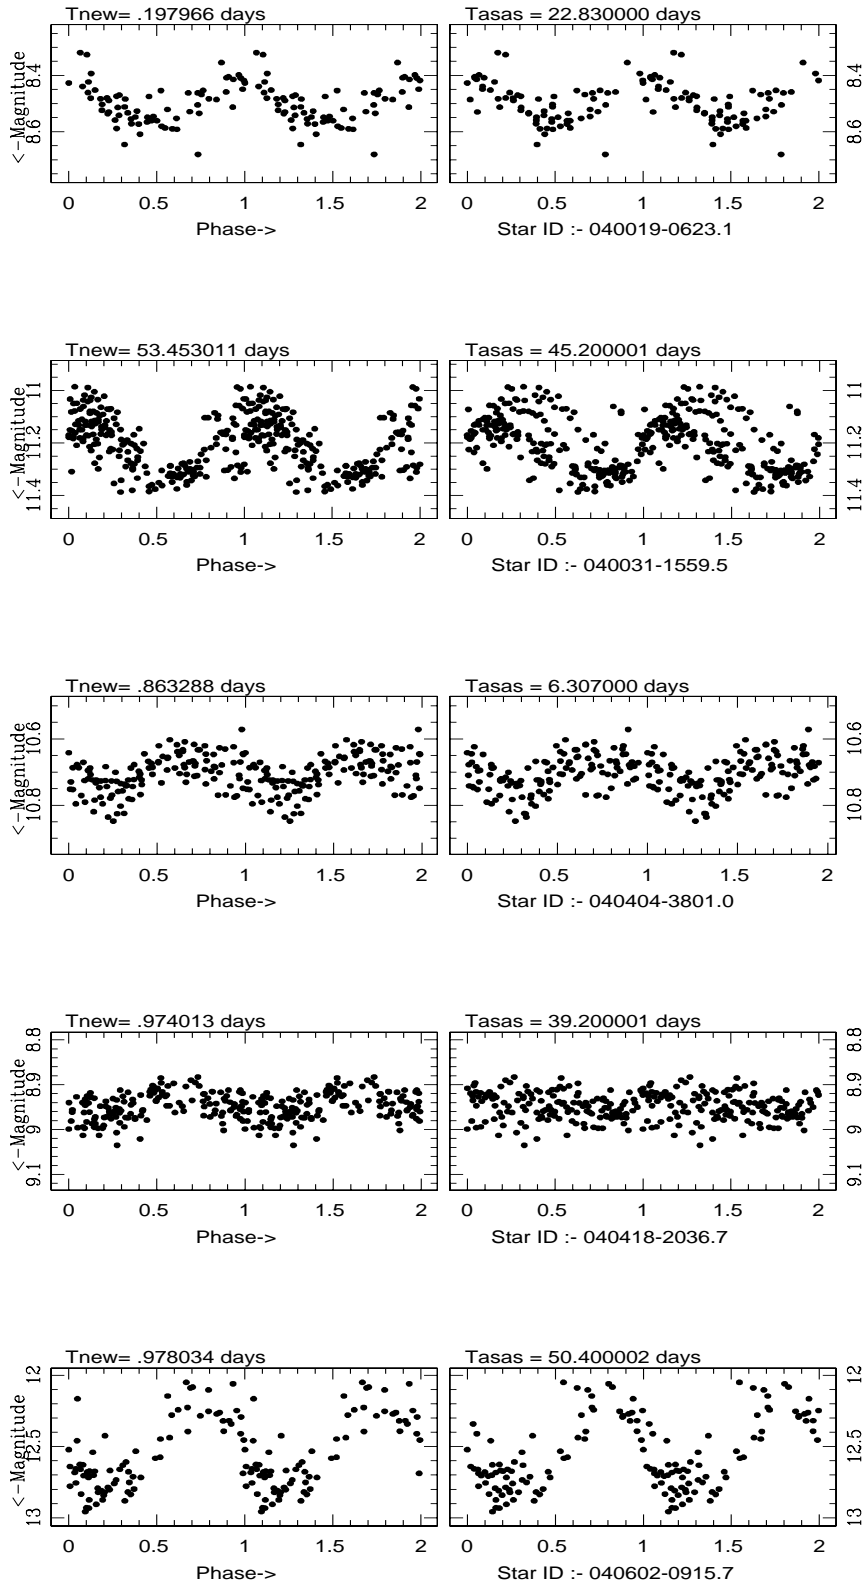 Tnew= .197966 days Tasas = 22.830000 days
<-Magnitude
8.4 8.4
8.6 8.6
0 0.5 1 1.5 2 0 0.5 1 1.5 2
Phase-> Star ID :- 040019-0623.1
Tnew= 53.453011 days Tasas = 45.200001 days
<-Magnitude
11 11
11.2 11.2
11.4 11.4
0 0.5 1 1.5 2 0 0.5 1 1.5 2
Phase-> Star ID :- 040031-1559.5
Tnew= .863288 days Tasas = 6.307000 days
<-Magnitude
10.6 10.6
10.8 10.8
0 0.5 1 1.5 2 0 0.5 1 1.5 2
Phase-> Star ID :- 040404-3801.0
Tnew= .974013 days Tasas = 39.200001 days
<-Magnitude
8.8 8.8
8.9 8.9
9 9
9.1 9.1
0 0.5 1 1.5 2 0 0.5 1 1.5 2
Phase-> Star ID :- 040418-2036.7
Tnew= .978034 days Tasas = 50.400002 days
<-Magnitude
12 12
12.5 12.5
13 13
0 0.5 1 1.5 2 0 0.5 1 1.5 2
Phase-> Star ID :- 040602-0915.7